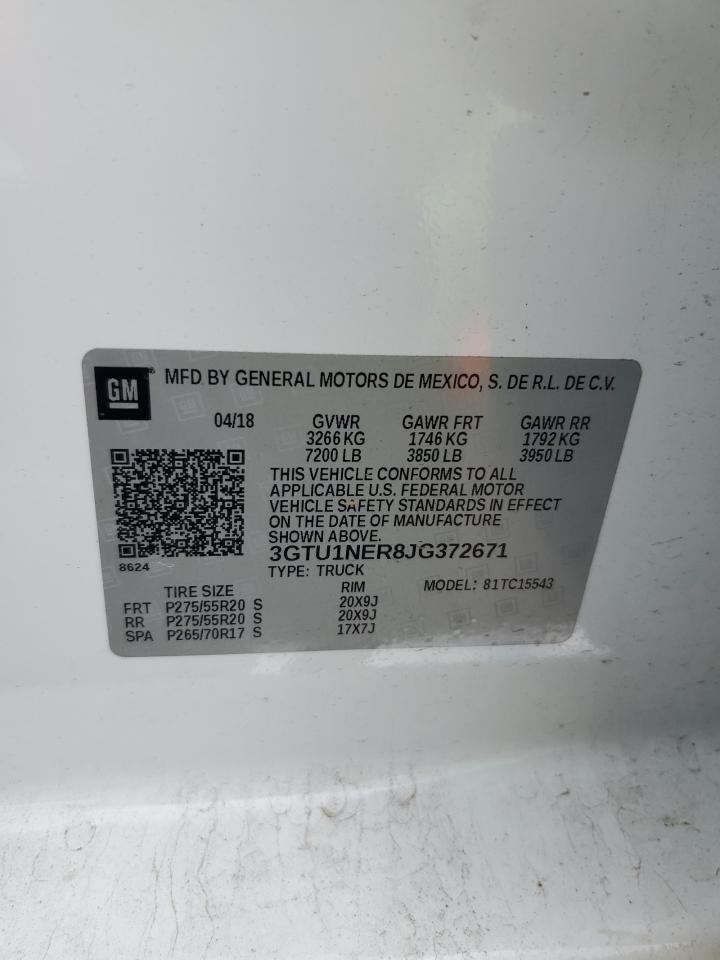 GM® MFD BY GENERAL MOTORS DE MEXICO, S. DE R.L. DE C.V.
04/18 GVWR GAWR FRT GAWR RR
3266 KG 1746 KG 1792 KG
7200 LB 3850 LB 3950 LB
THIS VEHICLE CONFORMS TO ALL
APPLICABLE U.S. FEDERAL MOTOR
VEHICLE SAFETY STANDARDS IN EFFECT
ON THE DATE OF MANUFACTURE
SHOWN ABOVE.
3GTU1NER8JG372671
8624 TYPE: TRUCK
TIRE SIZE RIM MODEL: 81TC15543
FRT P275/55R20 S 20X9J
RR P275/55R20 S 20X9J
SPA P265/70R17 S 17X7J